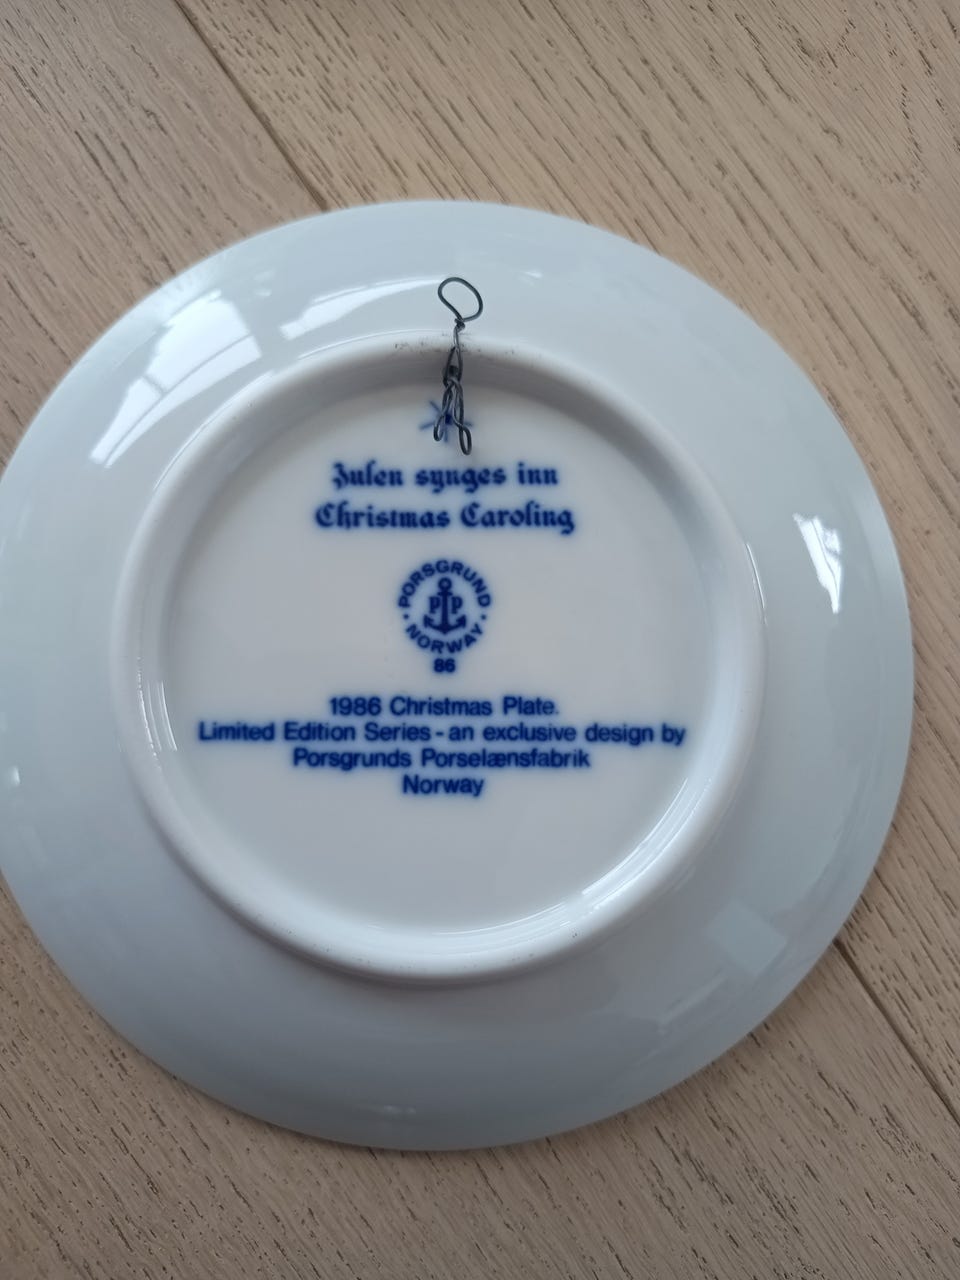 Julen synges inn
Christmas Caroling
PORSGRUND
PP
NORWAY
86
1986 Christmas Plate.
Limited Edition Series - an exclusive design by
Porsgrunds Porselænsfabrik
Norway